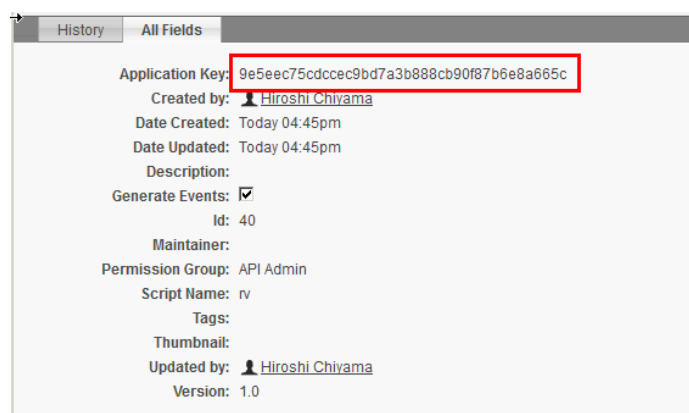 History All Fields
Application Key: 9e5eec75cdccec9bd7a3b888cb90f87b6e8a665c
Created by: Hiroshi Chiyama
Date Created: Today 04:45pm
Date Updated: Today 04:45pm
Description:
Generate Events:
Id: 40
Maintainer:
Permission Group: API Admin
Script Name: rv
Tags:
Thumbnail:
Updated by: Hiroshi Chiyama
Version: 1.0